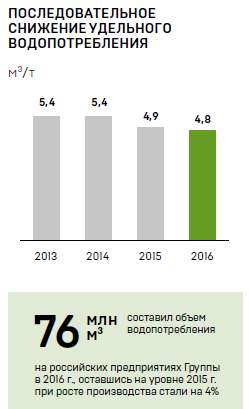 ПОСЛЕДОВАТЕЛЬНОЕ
СНИЖЕНИЕ УДЕЛЬНОГО
ВОДОПОТРЕБЛЕНИЯ
м³/т
5,4 5,4 4,9 4,8
2013 2014 2015 2016
76 МЛН М³
составил объем
водопотребления
на российских предприятиях Группы
в 2016 г., оставшись на уровне 2015 г.
при росте производства стали на 4%